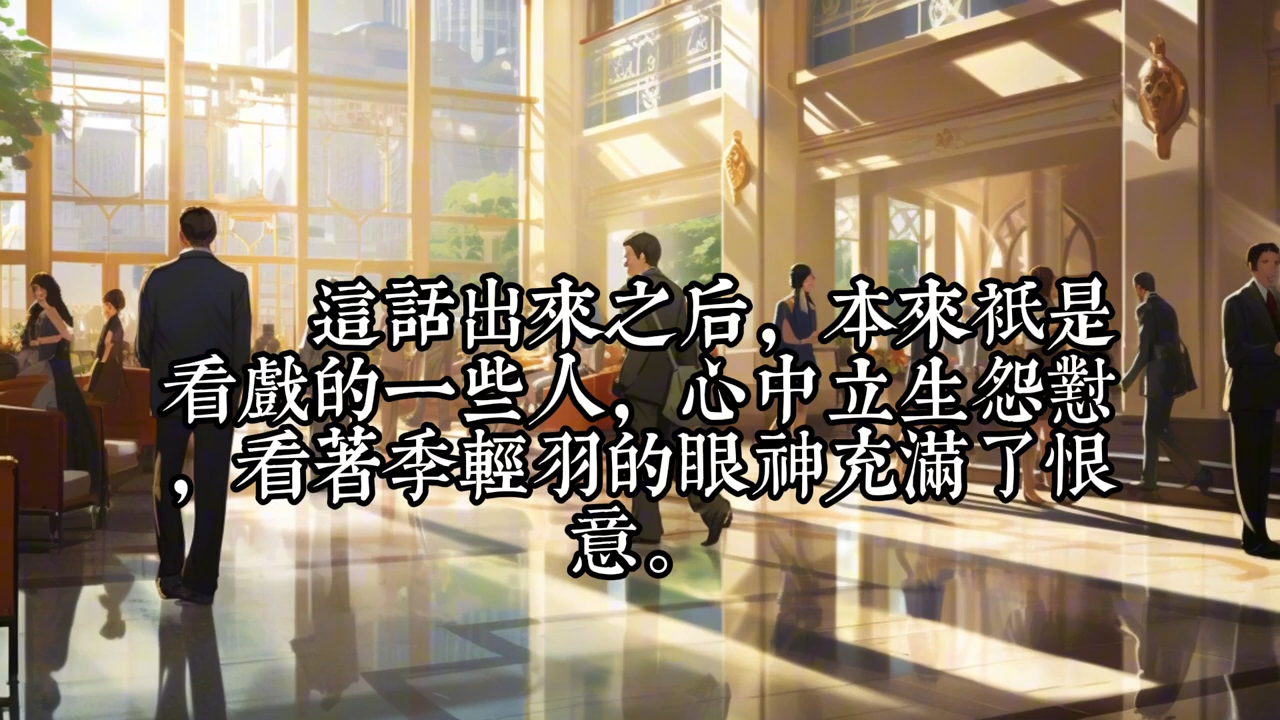 這話出來之后，本來祇是
看戲的一些人，心中立生怨懟
，看著季輕羽的眼神充滿了恨
意。